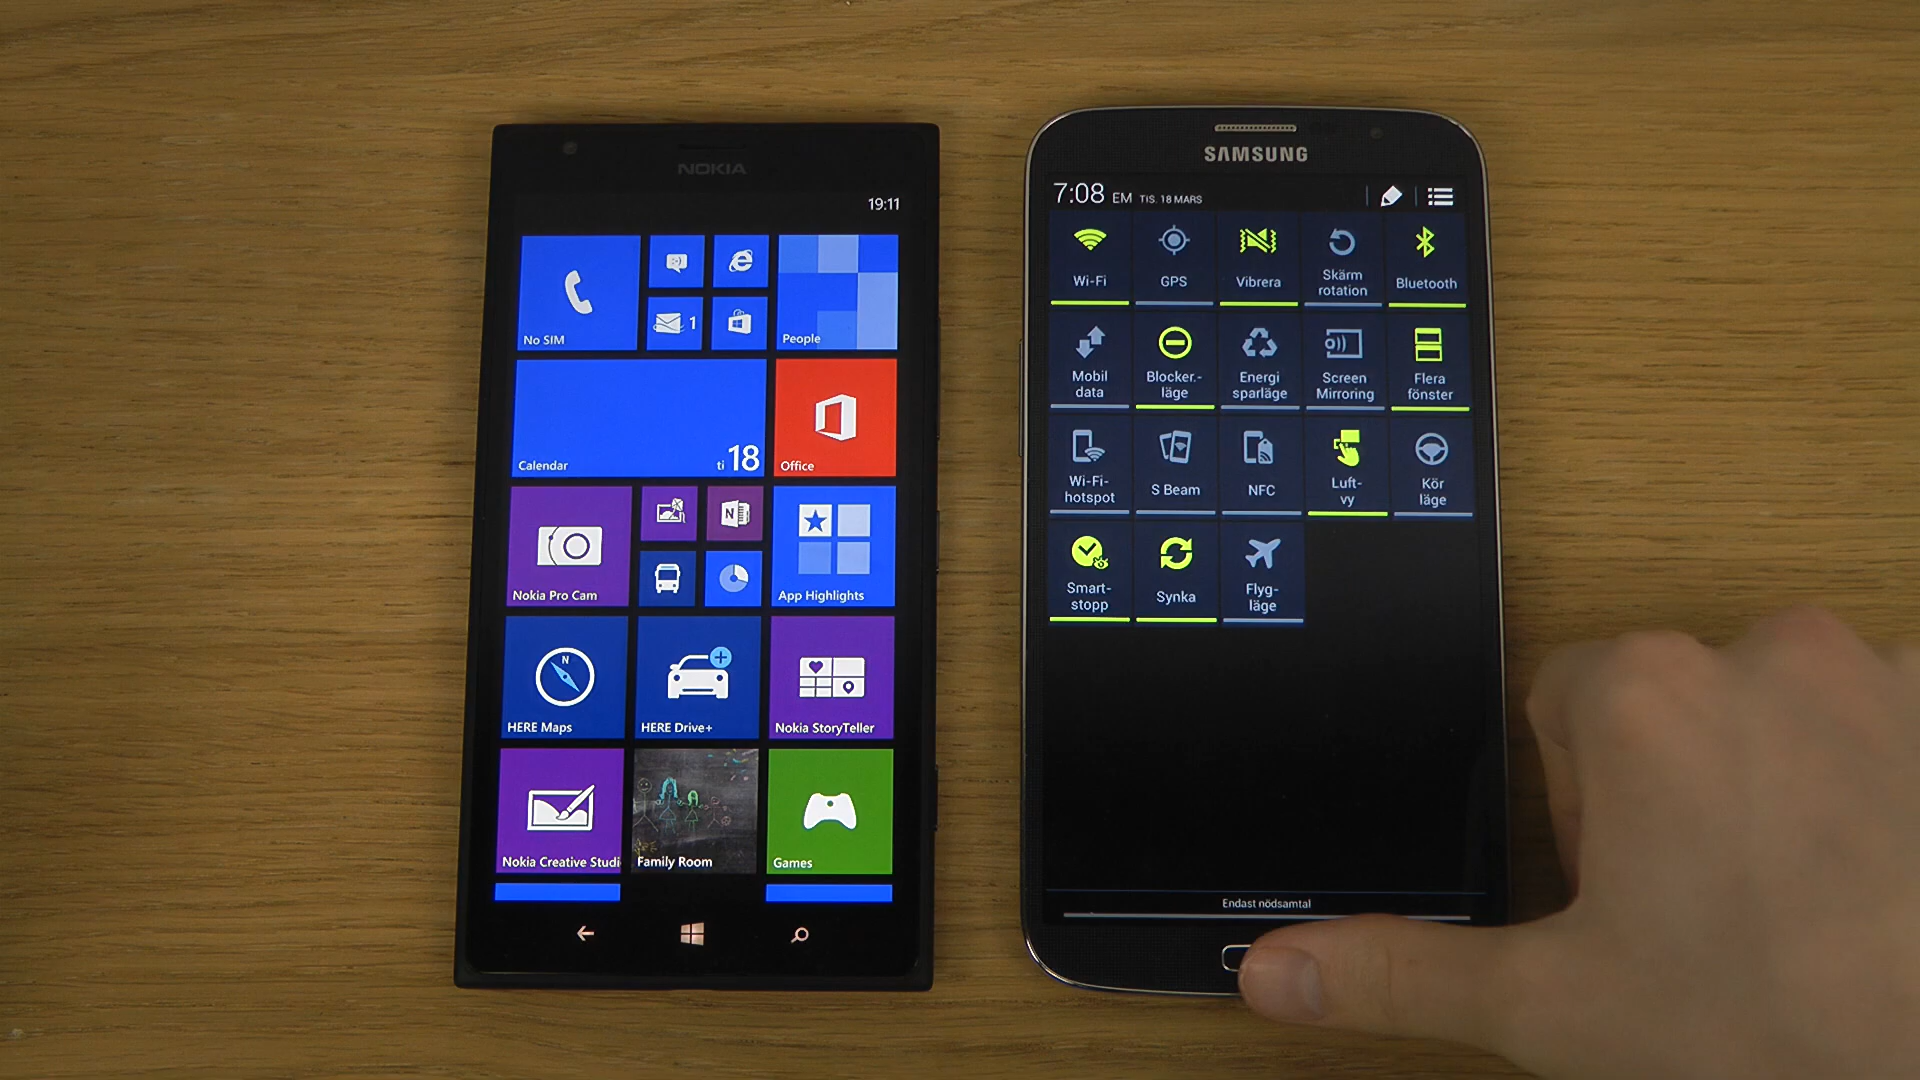 NOKIA
19:11
No SIM
1
People
Calendar
ti 18
Office
Nokia Pro Cam
N
App Highlights
N
HERE Maps
HERE Drive+
Nokia StoryTeller
Nokia Creative Studi
Family Room
Games
SAMSUNG
7:08 EM TIS. 18 MARS
Wi-Fi
GPS
Vibrera
Skärm
rotation
Bluetooth
Mobil
data
Blocker.-
läge
Energi
sparläge
Screen
Mirroring
Flera
fönster
Wi-Fi-
hotspot
S Beam
NFC
Luft-
vy
Kör
läge
Smart-
stopp
Synka
Flyg-
läge
Endast nödsamtal